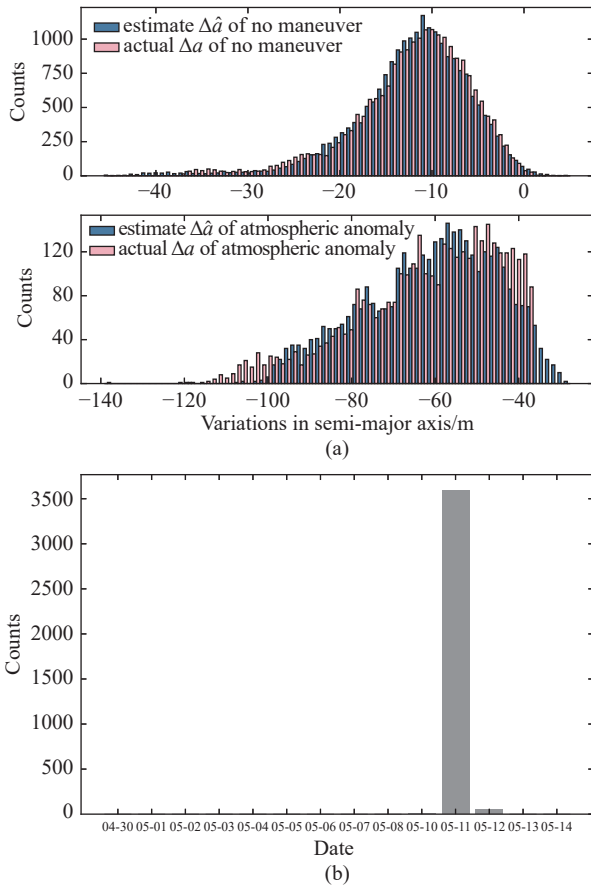 estimate Δâ of no maneuver
actual Δa of no maneuver
1000
750
500
250
0
Counts
−40 −30 −20 −10 0
estimate Δâ of atmospheric anomaly
actual Δa of atmospheric anomaly
120
80
40
0
Counts
−140 −120 −100 −80 −60 −40
Variations in semi-major axis/m
(a)
3500
3000
2500
2000
1500
1000
500
0
Counts
04-30 05-01 05-02 05-03 05-04 05-05 05-06 05-07 05-08 05-10 05-11 05-12 05-13 05-14
Date
(b)